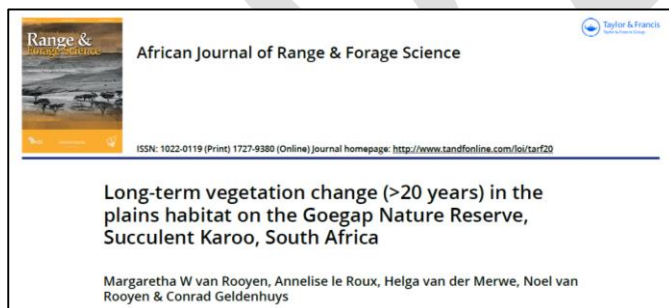 Range &
Forage Science
Taylor & Francis
Taylor & Francis Group
African Journal of Range & Forage Science
ISSN: 1022-0119 (Print) 1727-9380 (Online) Journal homepage: http://www.tandfonline.com/loi/tarf20
Long-term vegetation change (>20 years) in the
plains habitat on the Goegap Nature Reserve,
Succulent Karoo, South Africa
Margaretha W van Rooyen, Annelise le Roux, Helga van der Merwe, Noel van
Rooyen & Conrad Geldenhuys